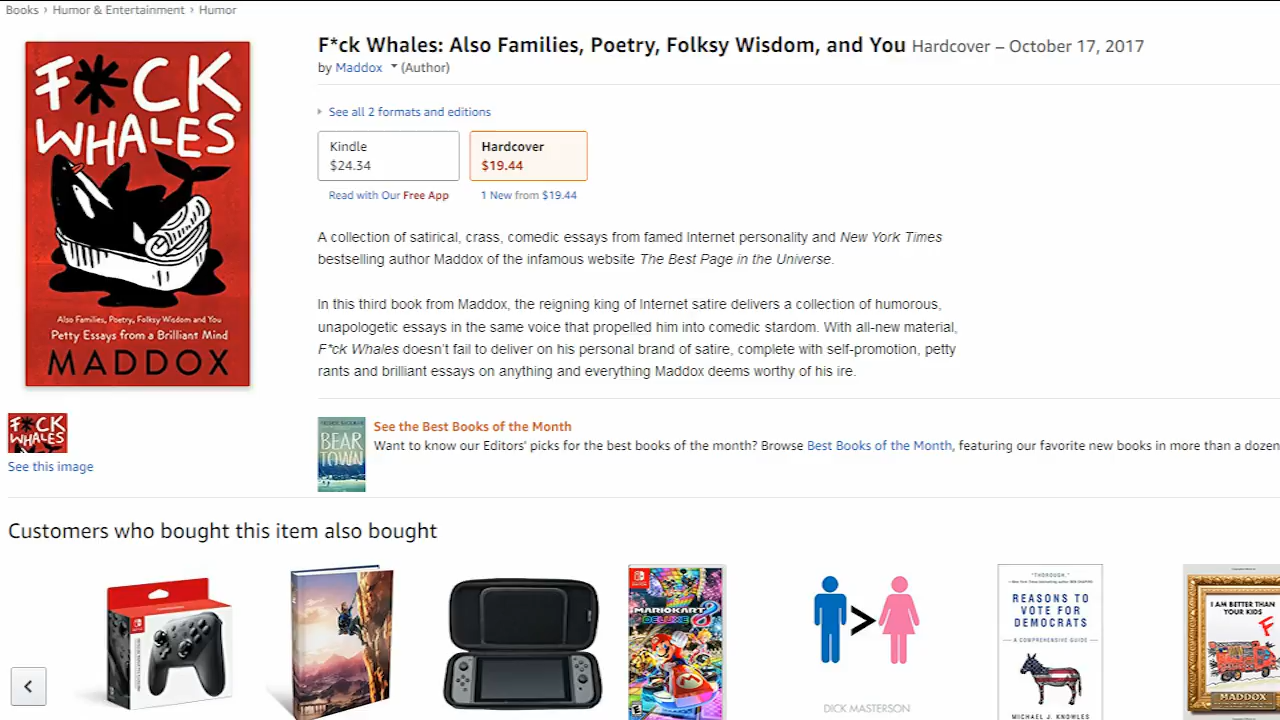 Books › Humor & Entertainment › Humor
F*CK
WHALES
Also Families, Poetry, Folksy Wisdom and You
Petty Essays from a Brilliant Mind
MADDOX
F*ck Whales: Also Families, Poetry, Folksy Wisdom, and You Hardcover – October 17, 2017
by Maddox (Author)
See all 2 formats and editions
Kindle
$24.34
Hardcover
$19.44
Read with Our Free App
1 New from $19.44
A collection of satirical, crass, comedic essays from famed Internet personality and New York Times
bestselling author Maddox of the infamous website The Best Page in the Universe.
In this third book from Maddox, the reigning king of Internet satire delivers a collection of humorous,
unapologetic essays in the same voice that propelled him into comedic stardom. With all-new material,
F*ck Whales doesn't fail to deliver on his personal brand of satire, complete with self-promotion, petty
rants and brilliant essays on anything and everything Maddox deems worthy of his ire.
F*CK
WHALES
See this image
BEAR
TOWN
See the Best Books of the Month
Want to know our Editors' picks for the best books of the month? Browse Best Books of the Month, featuring our favorite new books in more than a dozen
Customers who bought this item also bought
MARIOKART 8
DELUXE
>
DICK MASTERSON
"THOROUGH."
REASONS TO
VOTE FOR
DEMOCRATS
A COMPREHENSIVE GUIDE
MICHAEL J. KNOWLES
I AM BETTER THAN
YOUR KIDS
F
MADDOX